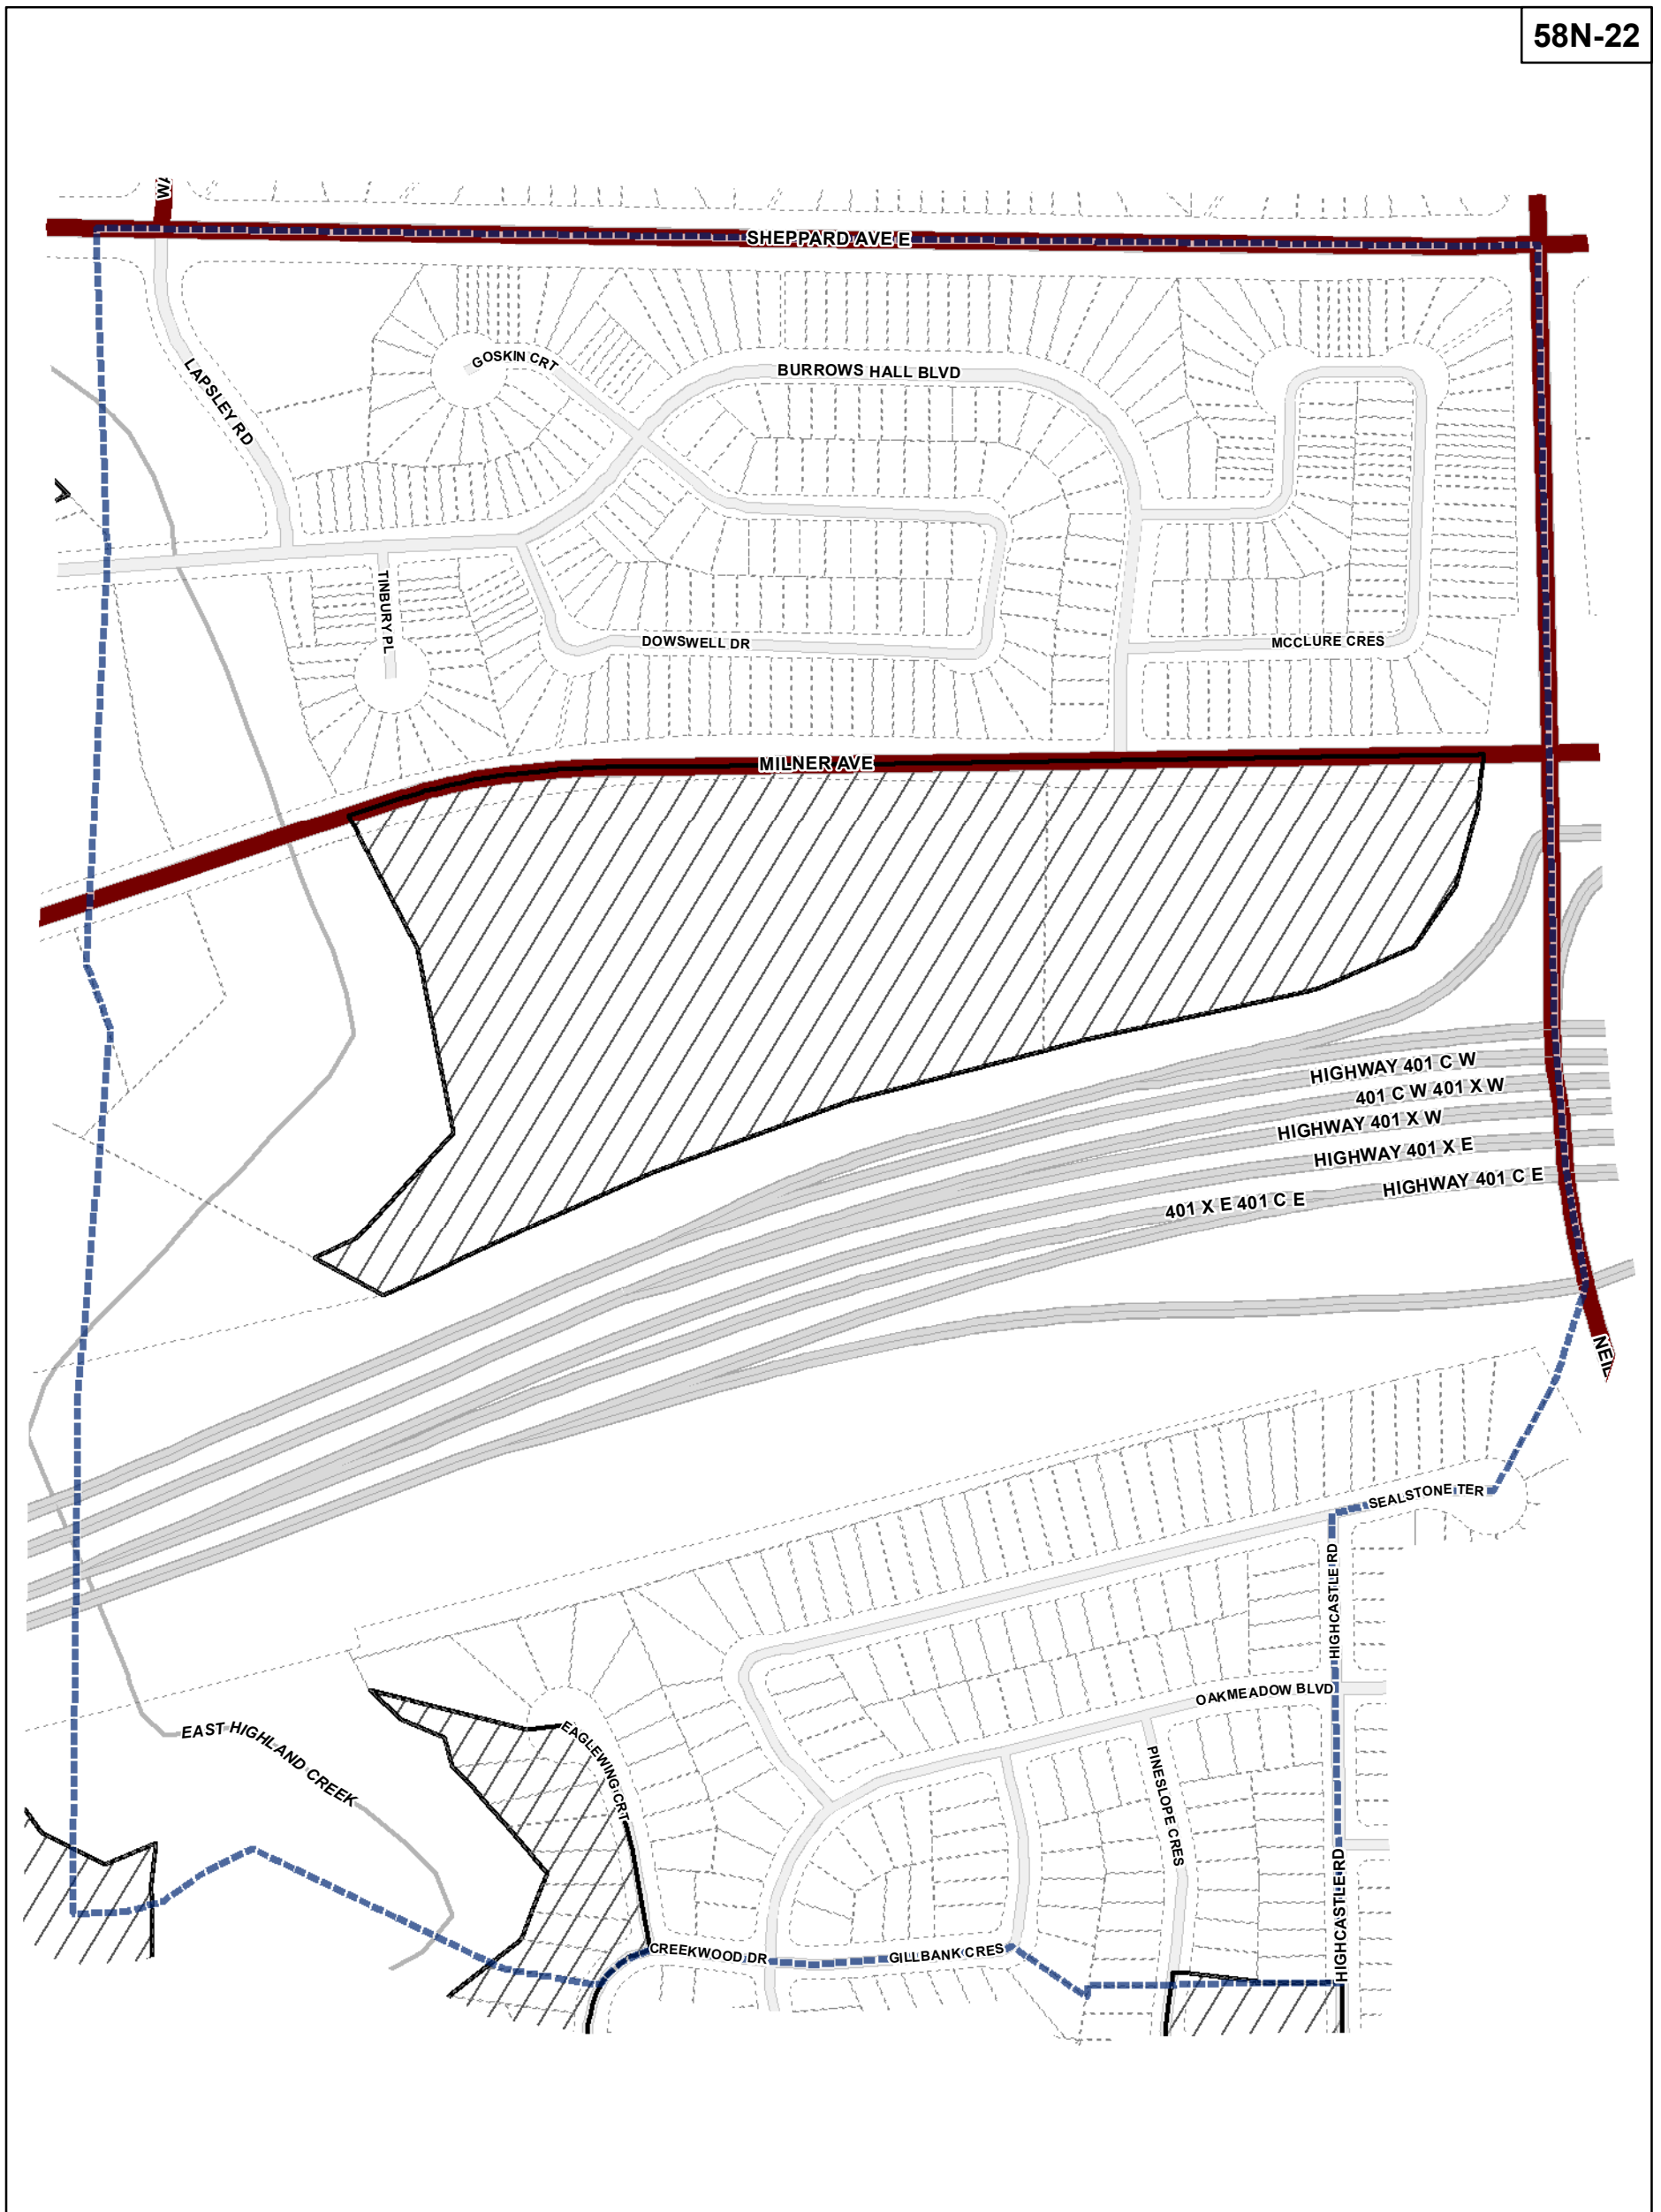 58N-22
W
SHEPPARD AVE E
GOSKIN CRT
BURROWS HALL BLVD
LAPSLEY RD
TINBURY PL
DOWSWELL DR
MCCLURE CRES
MILNER AVE
HIGHWAY 401 C W
401 C W 401 X W
HIGHWAY 401 X W
HIGHWAY 401 X E
HIGHWAY 401 C E
401 X E 401 C E
NEIL
SEALSTONE TER
HIGHCASTLE RD
OAKMEADOW BLVD
EAST HIGHLAND CREEK
EAGLEWING CRT
PINESLOPE CRES
HIGHCASTLE RD
CREEKWOOD DR
GILLBANK CRES